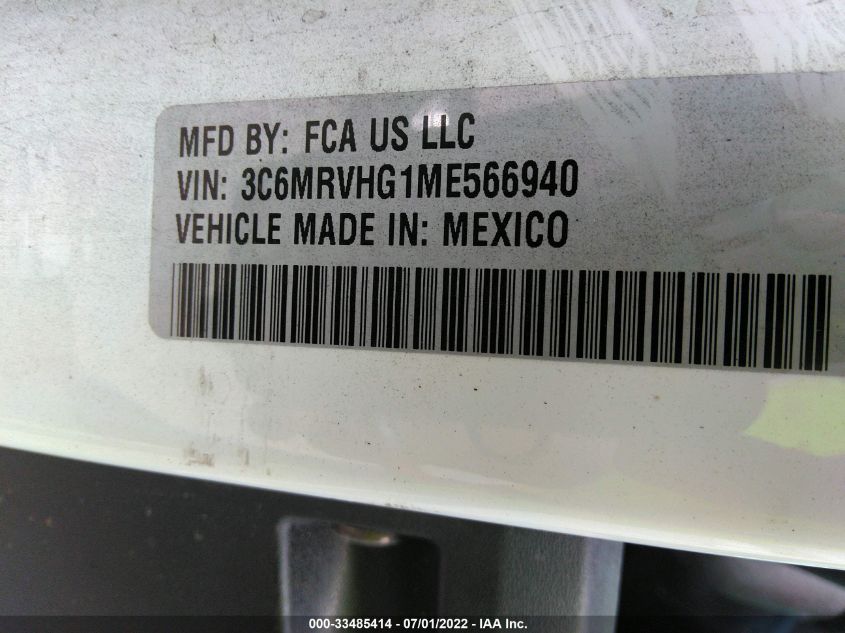 MFD BY: FCA US LLC
VIN: 3C6MRVHG1ME566940
VEHICLE MADE IN: MEXICO
000-33485414 - 07/01/2022 - IAA Inc.